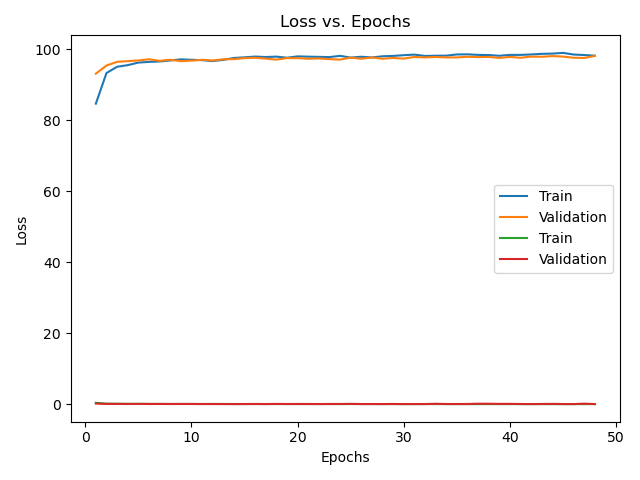 Loss vs. Epochs
Loss
100
80
60
40
20
0
Train
Validation
Train
Validation
0 10 20 30 40 50
Epochs